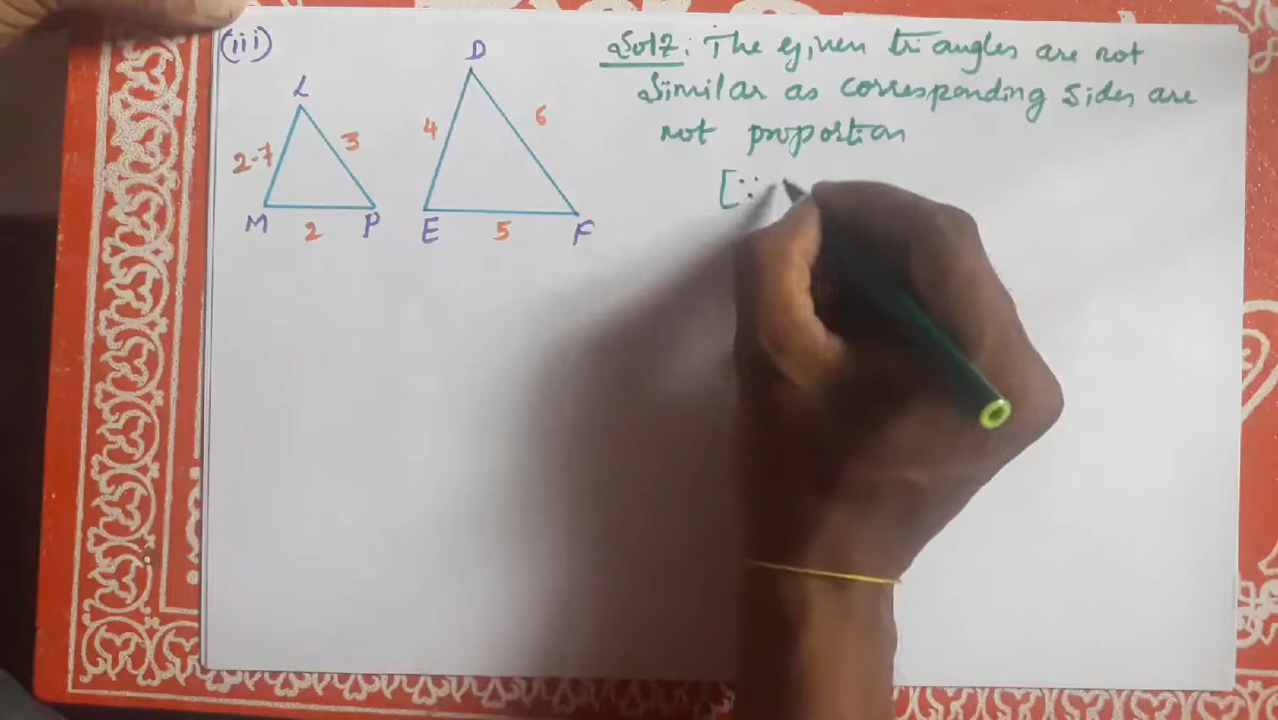 (iii)
D
L
4
6
2.7
3
M
2
P
E
5
F
Soln: The given triangles are not
similar as corresponding sides are
not proportion
[∵